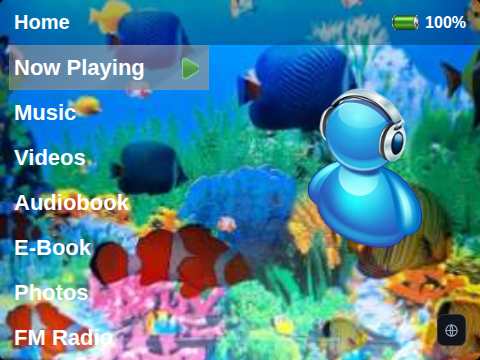 Home
100%
Now Playing
Music
Videos
Audiobook
E-Book
Photos
FM Radio